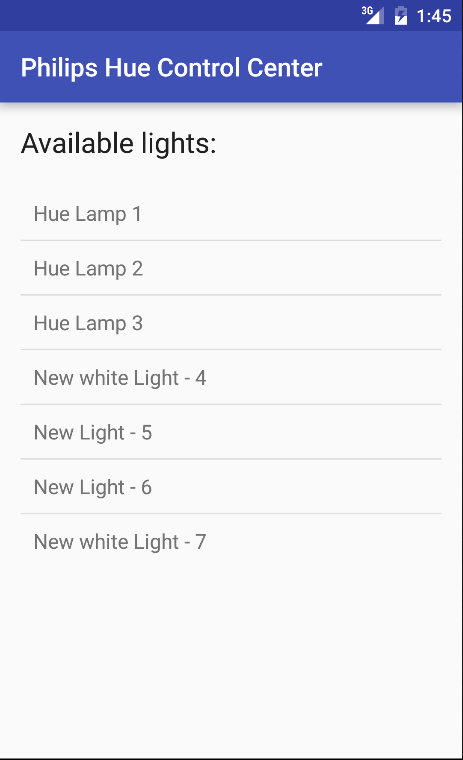 3G 1:45
Philips Hue Control Center
Available lights:
Hue Lamp 1
Hue Lamp 2
Hue Lamp 3
New white Light - 4
New Light - 5
New Light - 6
New white Light - 7